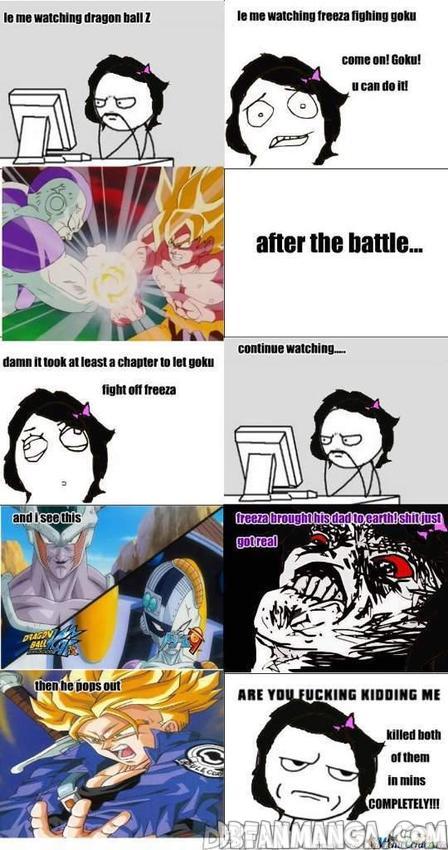 le me watching dragon ball Z
le me watching freeza fighing goku
come on! Goku!
u can do it!
after the battle...
damn it took at least a chapter to let goku
fight off freeza
continue watching.....
and i see this
DRAGON
BALL KAI
freeza brought his dad to earth! shit just
got real
then he pops out
ARE YOU FUCKING KIDDING ME
killed both
of them
in mins
COMPLETELY!!!
DBFANMANGA.COM